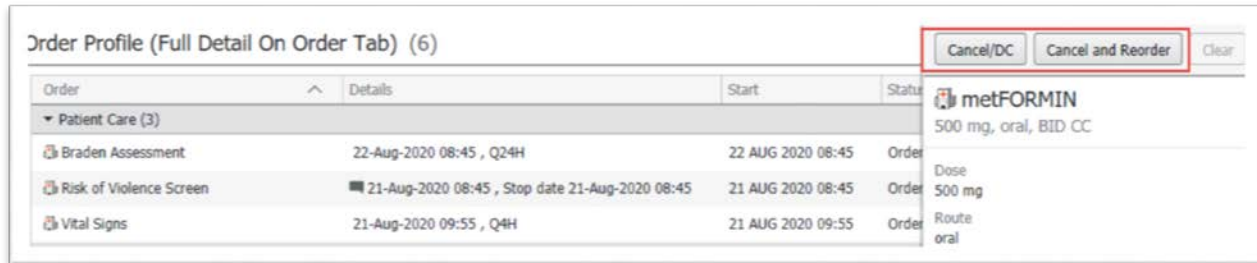 Order Profile (Full Detail On Order Tab) (6)
Order Details Start Statu
Patient Care (3)
Braden Assessment 22-Aug-2020 08:45 , Q24H 22 AUG 2020 08:45 Order
Risk of Violence Screen 21-Aug-2020 08:45 , Stop date 21-Aug-2020 08:45 21 AUG 2020 08:45 Order
Vital Signs 21-Aug-2020 09:55 , Q4H 21 AUG 2020 09:55 Order
Cancel/DC Cancel and Reorder Clear
metFORMIN
500 mg, oral, BID CC
Dose
500 mg
Route
oral